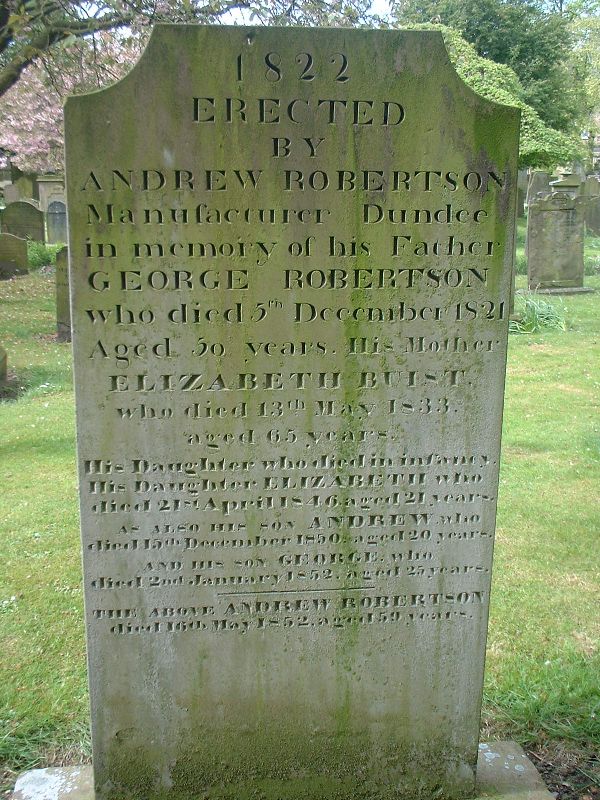 1822
ERECTED
BY
ANDREW ROBERTSON
Manufacturer Dundee
in memory of his Father
GEORGE ROBERTSON
who died 5th December 1821
Aged 50 years. His Mother
ELIZABETH BUIST.
who died 13th May 1833.
aged 65 years.
His Daughter who died in infancy.
His Daughter ELIZABETH who
died 21st April 1846, aged 21 years.
AS ALSO HIS SON ANDREW, who
died 15th December 1850, aged 20 years.
AND HIS SON GEORGE, who
died 2nd January 1852, aged 25 years.
THE ABOVE ANDREW ROBERTSON
died 16th May 1852, aged 59 years.